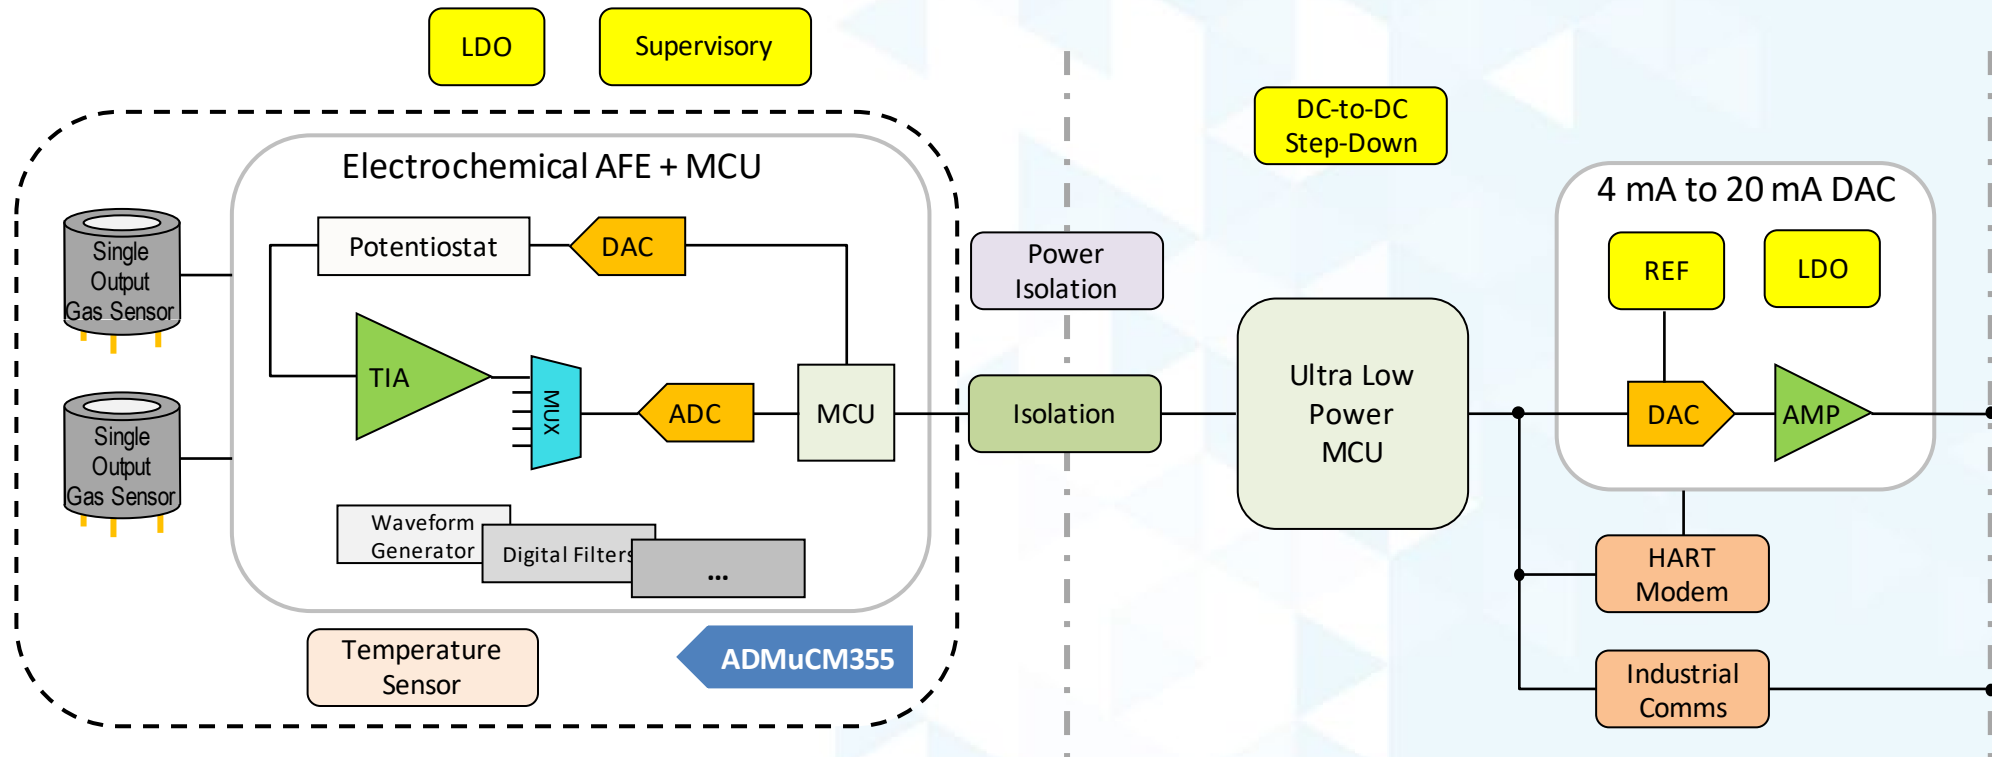 LDO
Supervisory
DC-to-DC
Step-Down
Electrochemical AFE + MCU
4 mA to 20 mA DAC
Single
Output
Gas Sensor
Potentiostat
DAC
Power
Isolation
REF
LDO
TIA
MUX
ADC
MCU
Isolation
Ultra Low
Power
MCU
DAC
AMP
Single
Output
Gas Sensor
Waveform
Generator
Digital Filters
...
HART
Modem
Temperature
Sensor
ADMuCM355
Industrial
Comms